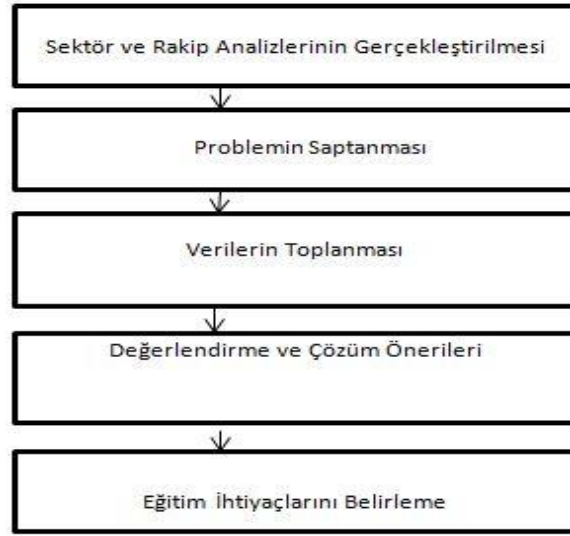 Sektör ve Rakip Analizlerinin Gerçekleştirilmesi
Problemin Saptanması
Verilerin Toplanması
Değerlendirme ve Çözüm Önerileri
Eğitim İhtiyaçlarını Belirleme